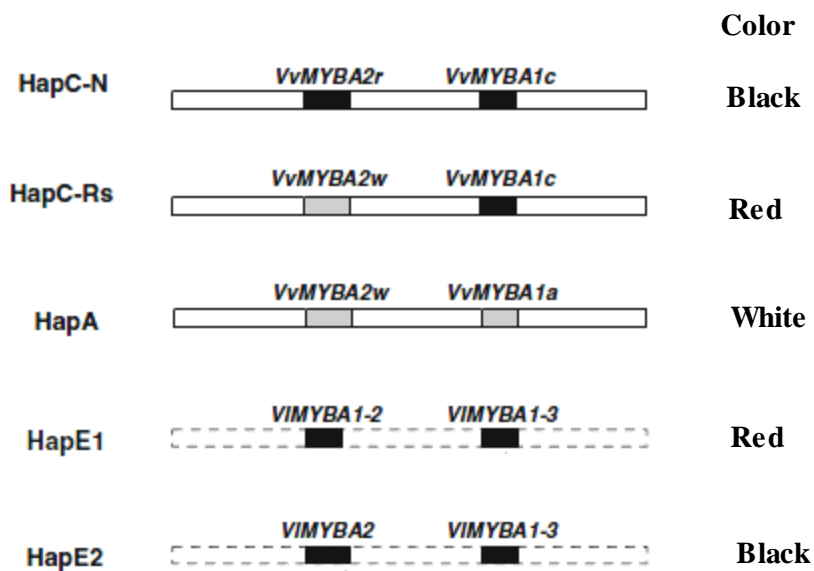 Color
VvMYBA2r VvMYBA1c
HapC-N Black
VvMYBA2w VvMYBA1c
HapC-Rs Red
VvMYBA2w VvMYBA1a
HapA White
VlMYBA1-2 VlMYBA1-3
HapE1 Red
VlMYBA2 VlMYBA1-3
HapE2 Black